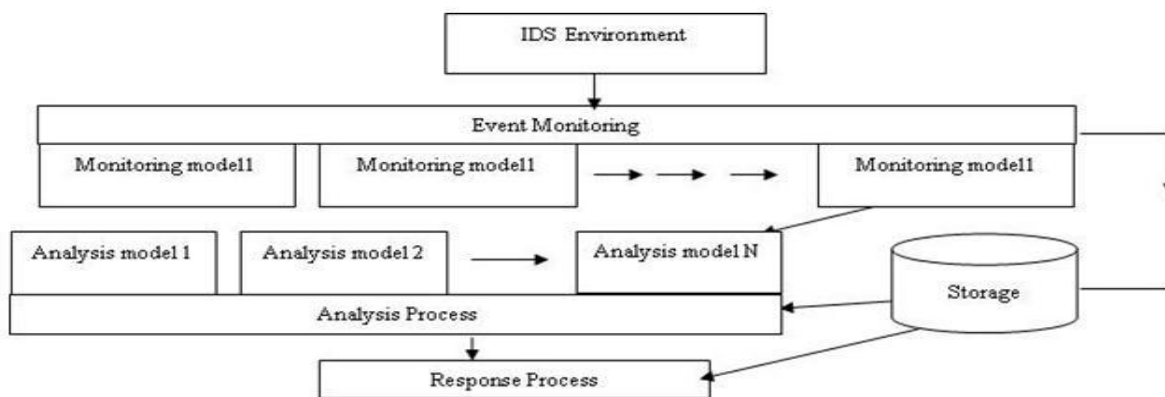 IDS Environment
Event Monitoring
Monitoring model1
Monitoring model1
Monitoring model1
Analysis model 1
Analysis model 2
Analysis model N
Storage
Analysis Process
Response Process